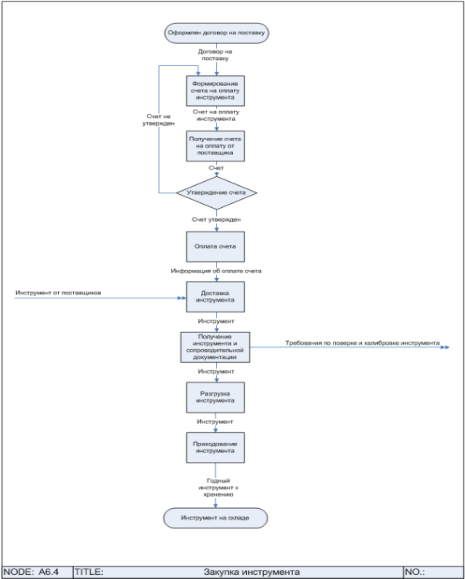 Оформлен договор на поставку
Договор на
поставку
Формирование
счета на оплату
инструмента
Счет не
утвержден
Счет на оплату
инструмента
Получение счета
на оплату от
поставщика
Счет
Утверждение счета
Счет утвержден
Оплата счета
Информация об оплате счета
Инструмент от поставщиков
Доставка
инструмента
Инструмент
Получение
инструмента и
сопроводительной
документации
Требования по поверке и калибровке инструмента
Инструмент
Разгрузка
инструмента
Инструмент
Приходование
инструмента
Годный
инструмент к
хранению
Инструмент на складе
NODE: A6.4 TITLE: Закупка инструмента NO.: